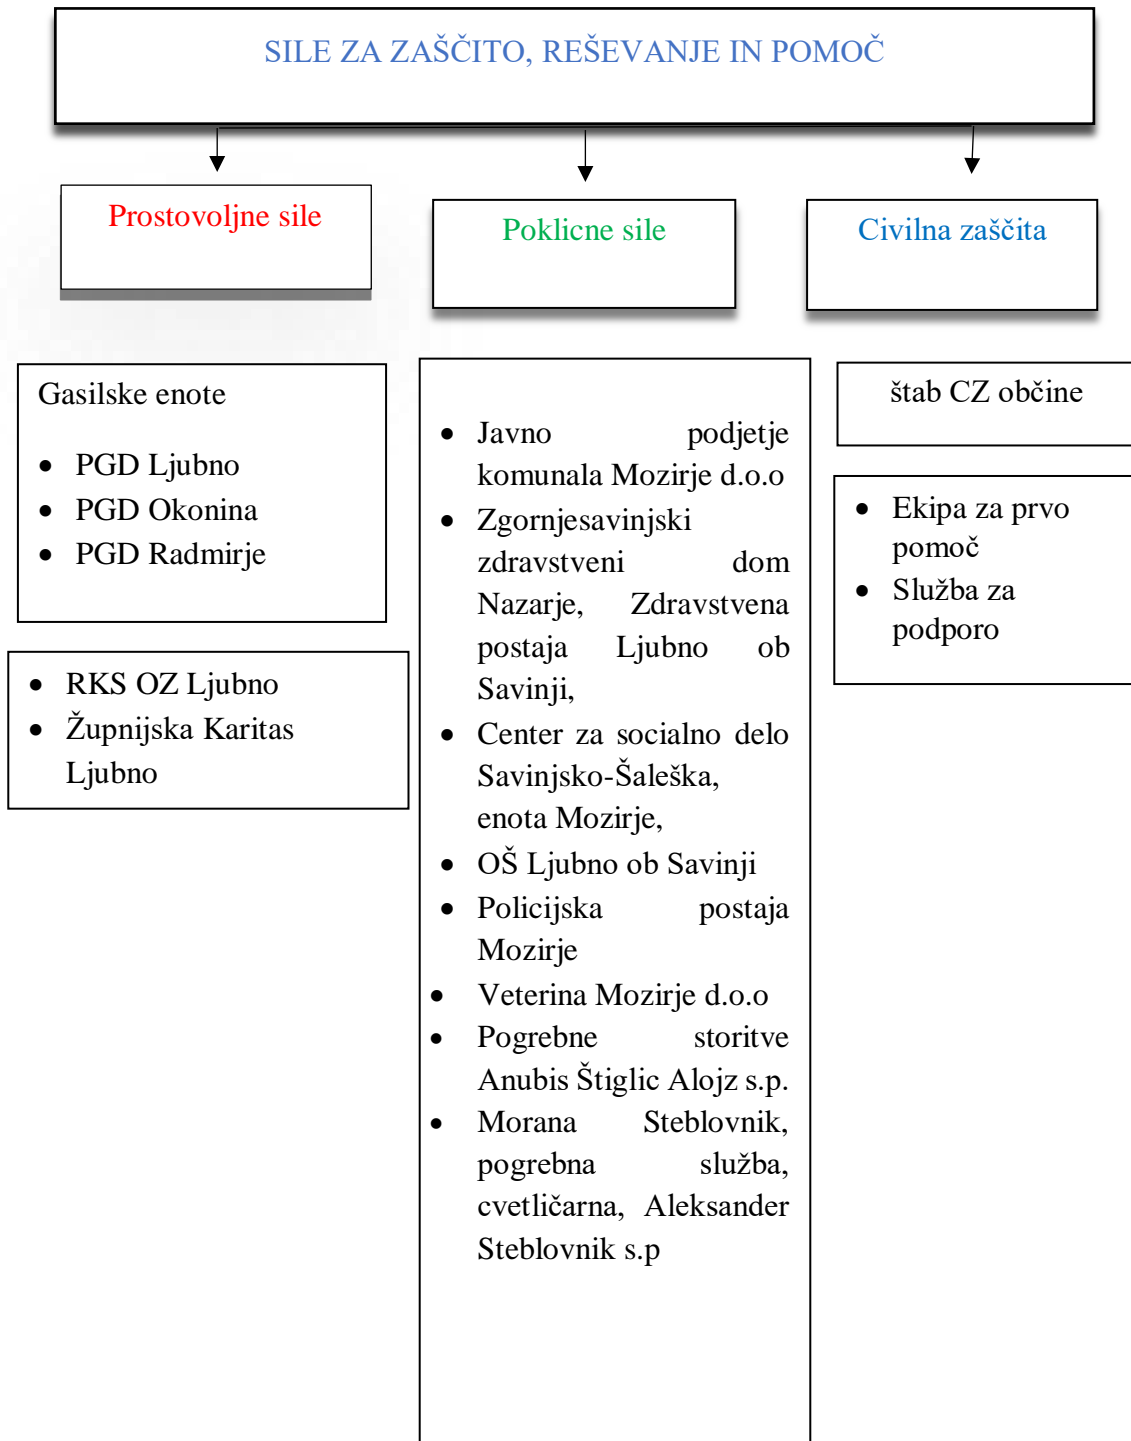 SILE ZA ZAŠČITO, REŠEVANJE IN POMOČ
Prostovoljne sile
Poklicne sile
Civilna zaščita
Gasilske enote
• PGD Ljubno
• PGD Okonina
• PGD Radmirje
• RKS OZ Ljubno
• Župnijska Karitas
Ljubno
• Javno podjetje
komunala Mozirje d.o.o
• Zgornjesavinjski
zdravstveni dom
Nazarje, Zdravstvena
postaja Ljubno ob
Savinji,
• Center za socialno delo
Savinjsko-Šaleška,
enota Mozirje,
• OŠ Ljubno ob Savinji
• Policijska postaja
Mozirje
• Veterina Mozirje d.o.o
• Pogrebne storitve
Anubis Štiglic Alojz s.p.
• Morana Steblovnik,
pogrebna služba,
cvetličarna, Aleksander
Steblovnik s.p
štab CZ občine
• Ekipa za prvo
pomoč
• Služba za
podporo